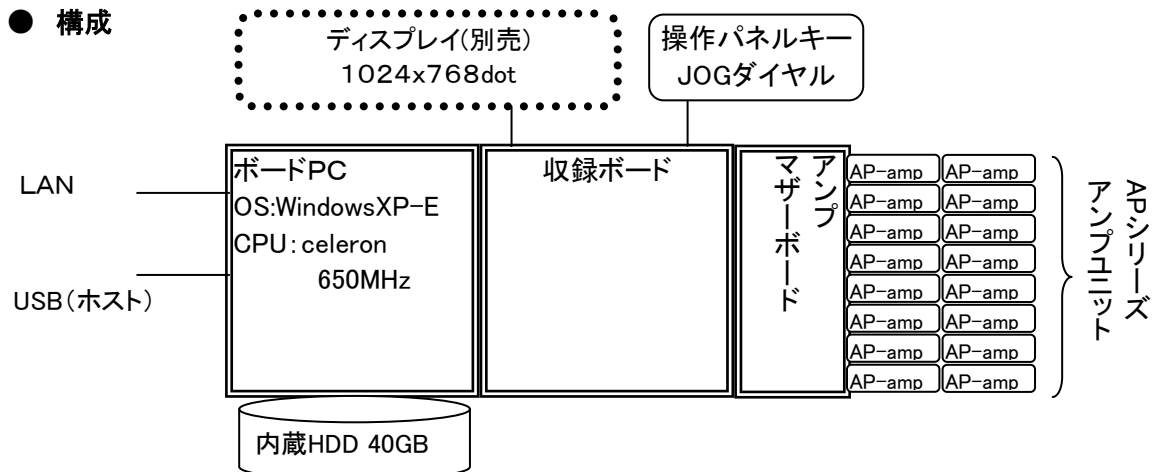 ● 構成
ディスプレイ(別売)
1024x768dot
操作パネルキー
JOGダイヤル
LAN
USB(ホスト)
ボードPC
OS:WindowsXP-E
CPU:celeron
650MHz
収録ボード
アンプ
マザーボード
AP-amp AP-amp
AP-amp AP-amp
AP-amp AP-amp
AP-amp AP-amp
AP-amp AP-amp
AP-amp AP-amp
AP-amp AP-amp
AP-amp AP-amp
APシリーズ
アンプユニット
内蔵HDD 40GB